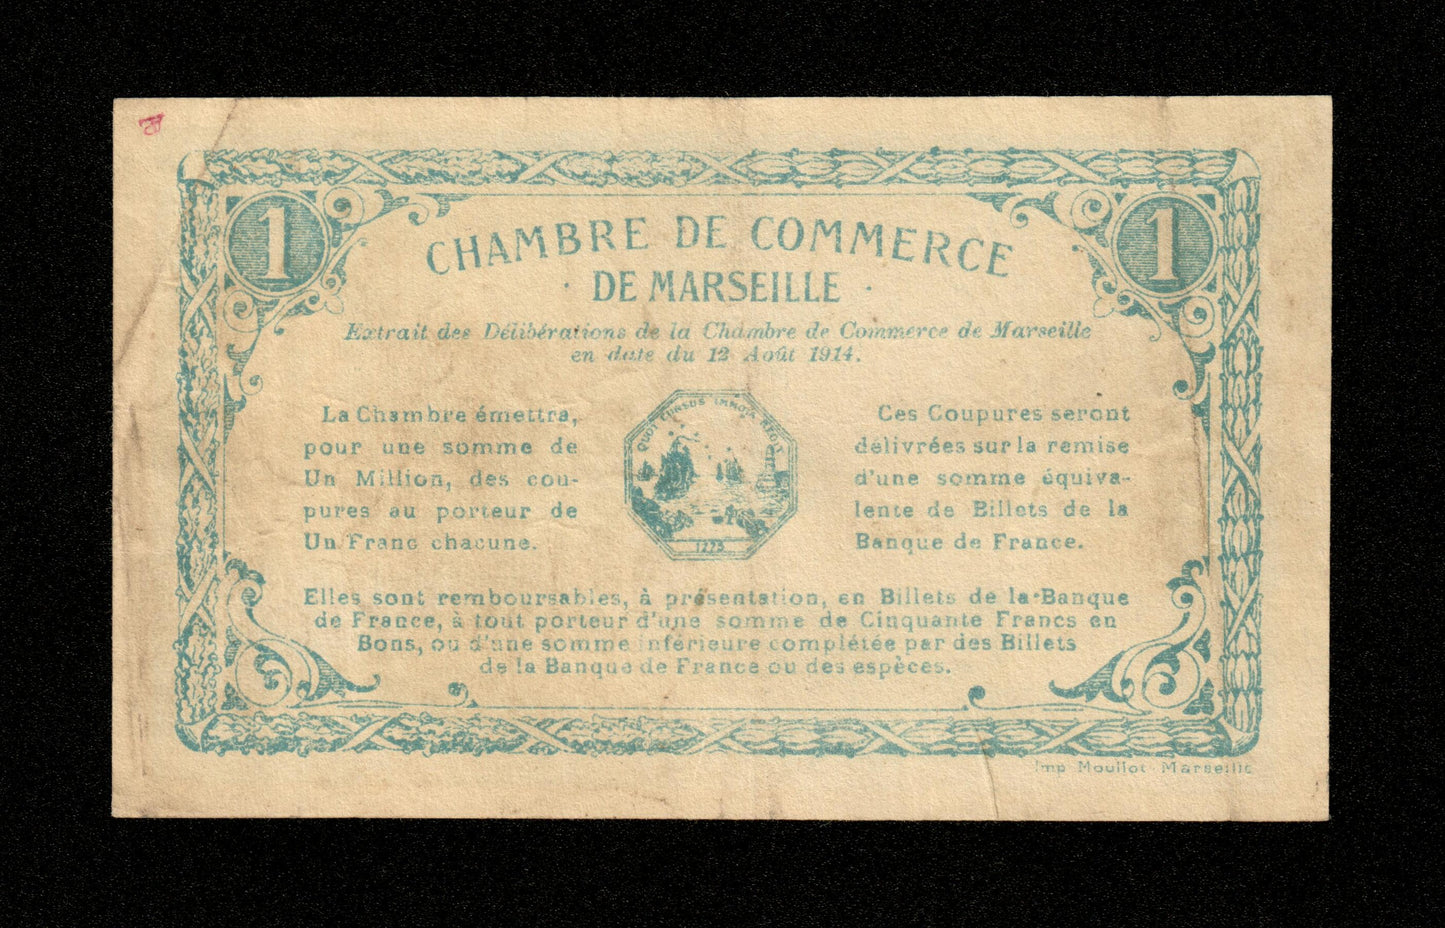 1
1
CHAMBRE DE COMMERCE
· DE MARSEILLE ·
Extrait des Délibérations de la Chambre de Commerce de Marseille
en date du 12 Août 1914.
La Chambre émettra,
pour une somme de
Un Million, des cou-
pures au porteur de
Un Franc chacune.
QUOT CURSUS IMMOTA REGIT
1775
Ces Coupures seront
délivrées sur la remise
d'une somme équiva-
lente de Billets de la
Banque de France.
Elles sont remboursables, à présentation, en Billets de la Banque
de France, à tout porteur d'une somme de Cinquante Francs en
Bons, ou d'une somme inférieure complétée par des Billets
de la Banque de France ou des espèces.
Imp Moullot Marseille